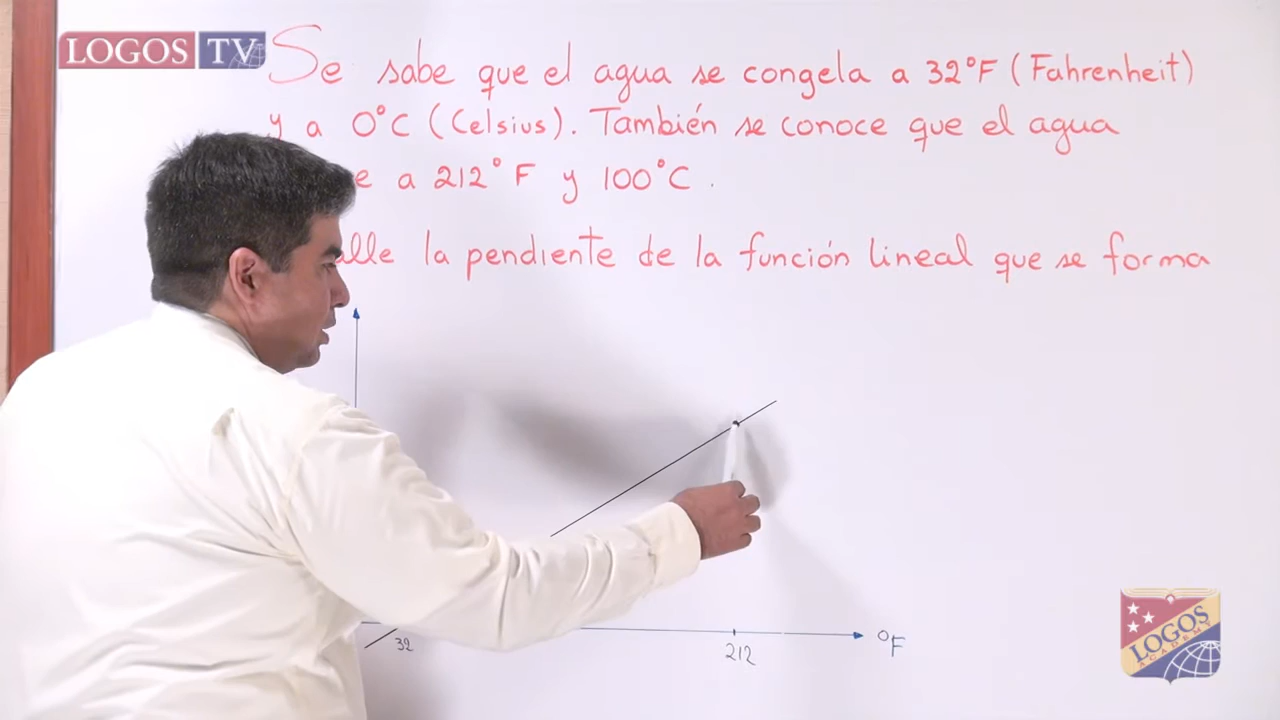 LOGOS TV
Se sabe que el agua se congela a 32°F (Fahrenheit)
y a 0°C (Celsius). También se conoce que el agua
e a 212°F y 100°C.
alle la pendiente de la función lineal que se forma
32
212
°F
LOGOS
ACADEMY